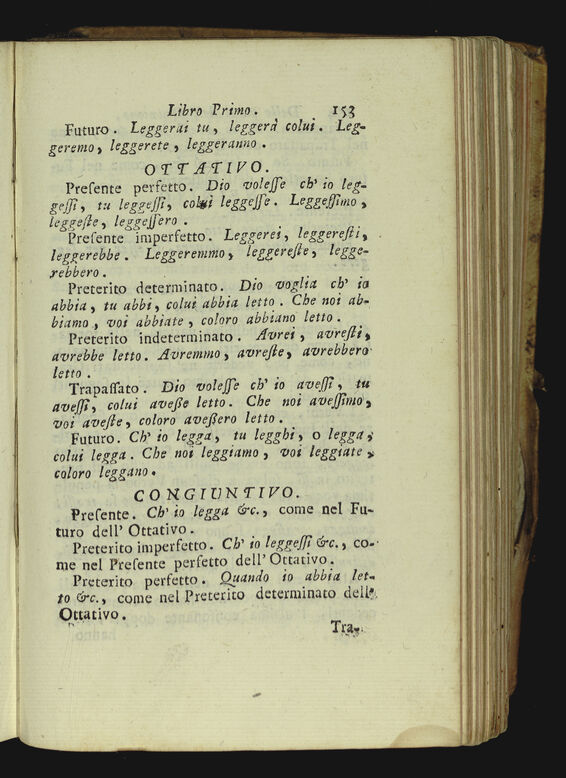 Libro Primo. 153
Futuro. Leggerai tu, leggerà colui. Leg-
geremo, leggerete, leggeranno.
OTTATIVO.
Preſente perfetto. Dio voleſſe ch' io leg-
geſſi, tu leggeſſi, colui leggeſſe. Leggeſſimo,
leggeſte, leggeſſero.
Preſente imperfetto. Leggerei, leggereſti,
leggerebbe. Leggeremmo, leggereſte, legge-
rebbero.
Preterito determinato. Dio voglia ch' io
abbia, tu abbi, colui abbia letto. Che noi ab-
biamo, voi abbiate, coloro abbiano letto.
Preterito indeterminato. Avrei, avreſti,
avrebbe letto. Avremmo, avreſte, avrebbero
letto.
Trapaſſato. Dio voleſſe ch' io aveſſi, tu
aveſſi, colui aveße letto. Che noi aveſſimo,
voi aveſte, coloro aveßero letto.
Futuro. Ch' io legga, tu legghi, o legga,
colui legga. Che noi leggiamo, voi leggiate,
coloro leggano.
CONGIUNTIVO.
Preſente. Ch' io legga &c., come nel Fu-
turo dell' Ottativo.
Preterito imperfetto. Ch' io leggeſſi &c., co-
me nel Preſente perfetto dell' Ottativo.
Preterito perfetto. Quando io abbia let-
to &c., come nel Preterito determinato dell'
Ottativo.
Tra-